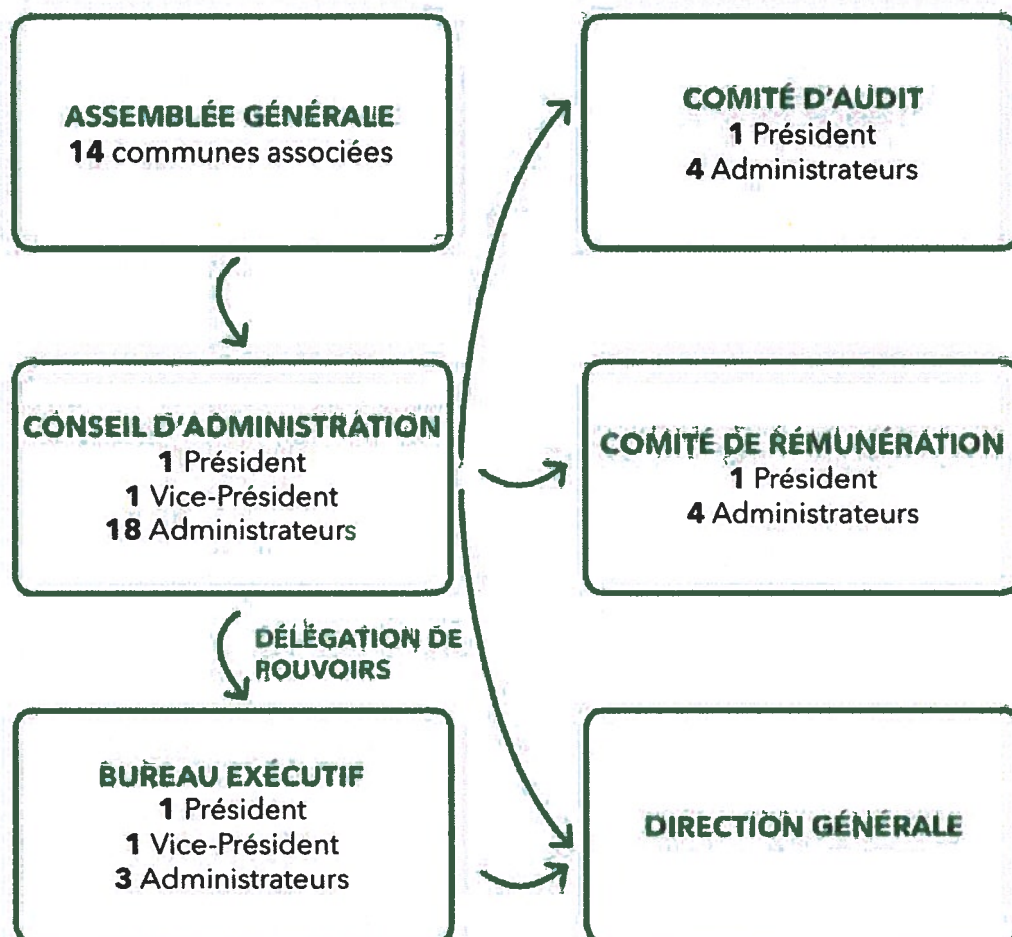 ASSEMBLÉE GÉNÉRALE
14 communes associées
COMITÉ D'AUDIT
1 Président
4 Administrateurs
CONSEIL D'ADMINISTRATION
1 Président
1 Vice-Président
18 Administrateurs
COMITÉ DE RÉMUNÉRATION
1 Président
4 Administrateurs
DÉLÉGATION DE
POUVOIRS
BUREAU EXÉCUTIF
1 Président
1 Vice-Président
3 Administrateurs
DIRECTION GÉNÉRALE